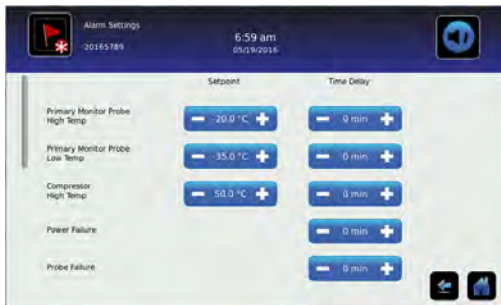 Alarm Settings
6:59 am
20165789
05/19/2016
Setpoint Time Delay
Primary Monitor Probe
High Temp
-20.0 °C 0 min
Primary Monitor Probe
Low Temp
-35.0 °C 0 min
Compressor
High Temp
50.0 °C 0 min
Power Failure
0 min
Probe Failure
0 min